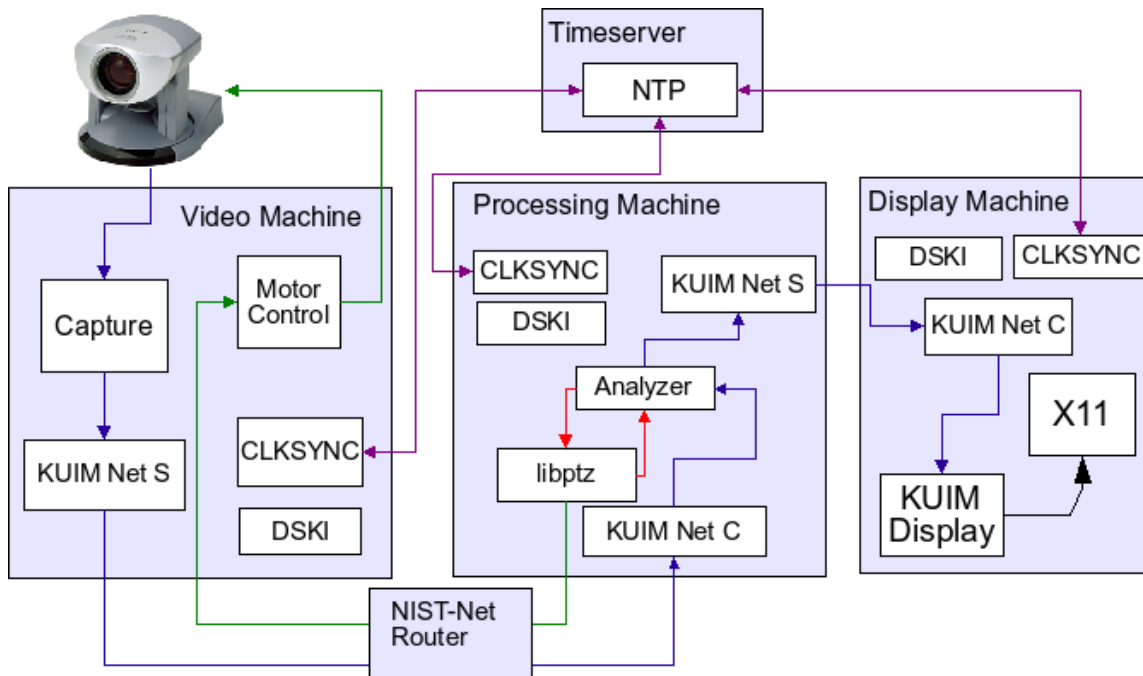 Timeserver
NTP
Video Machine
Capture
Motor
Control
KUIM Net S
CLKSYNC
DSKI
Processing Machine
CLKSYNC
DSKI
KUIM Net S
Analyzer
libptz
KUIM Net C
Display Machine
DSKI
CLKSYNC
KUIM Net C
X11
KUIM
Display
NIST-Net
Router